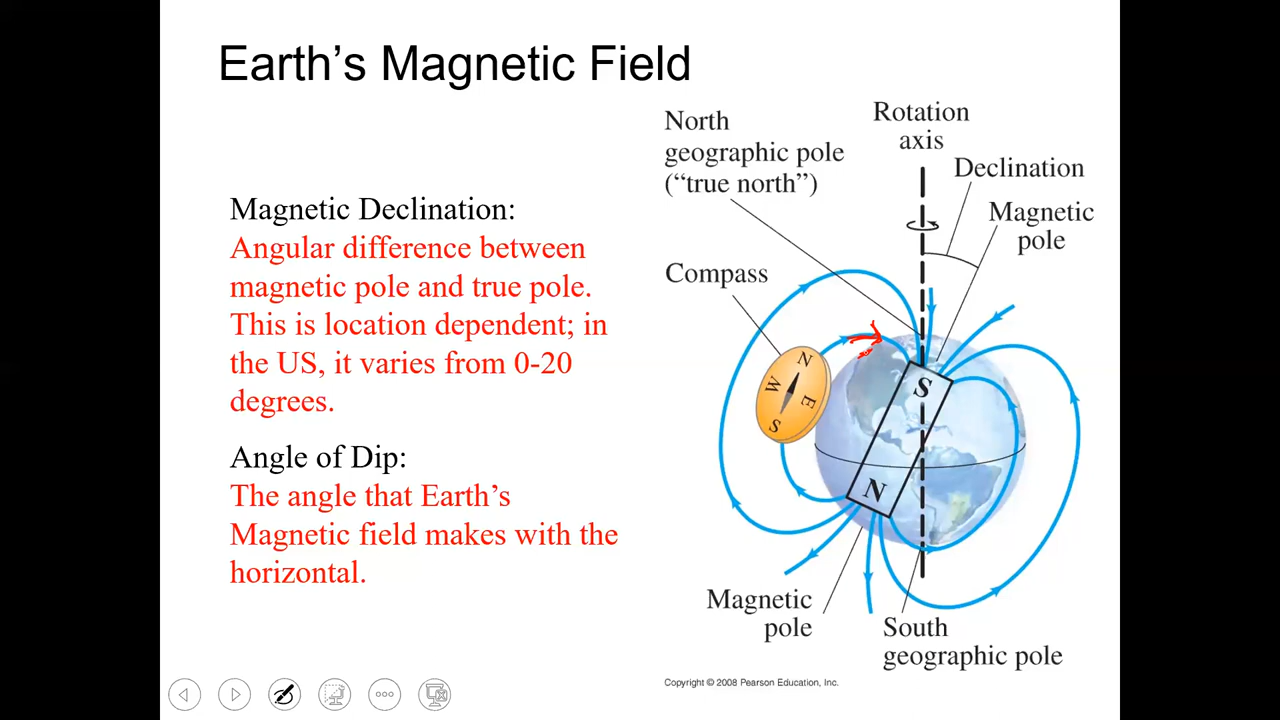 Earth’s Magnetic Field
Magnetic Declination:
Angular difference between
magnetic pole and true pole.
This is location dependent; in
the US, it varies from 0-20
degrees.
Angle of Dip:
The angle that Earth’s
Magnetic field makes with the
horizontal.
North
geographic pole
(“true north”)
Rotation
axis
Declination
Magnetic
pole
Compass
N
W
E
S
S
N
Magnetic
pole
South
geographic pole
Copyright © 2008 Pearson Education, Inc.